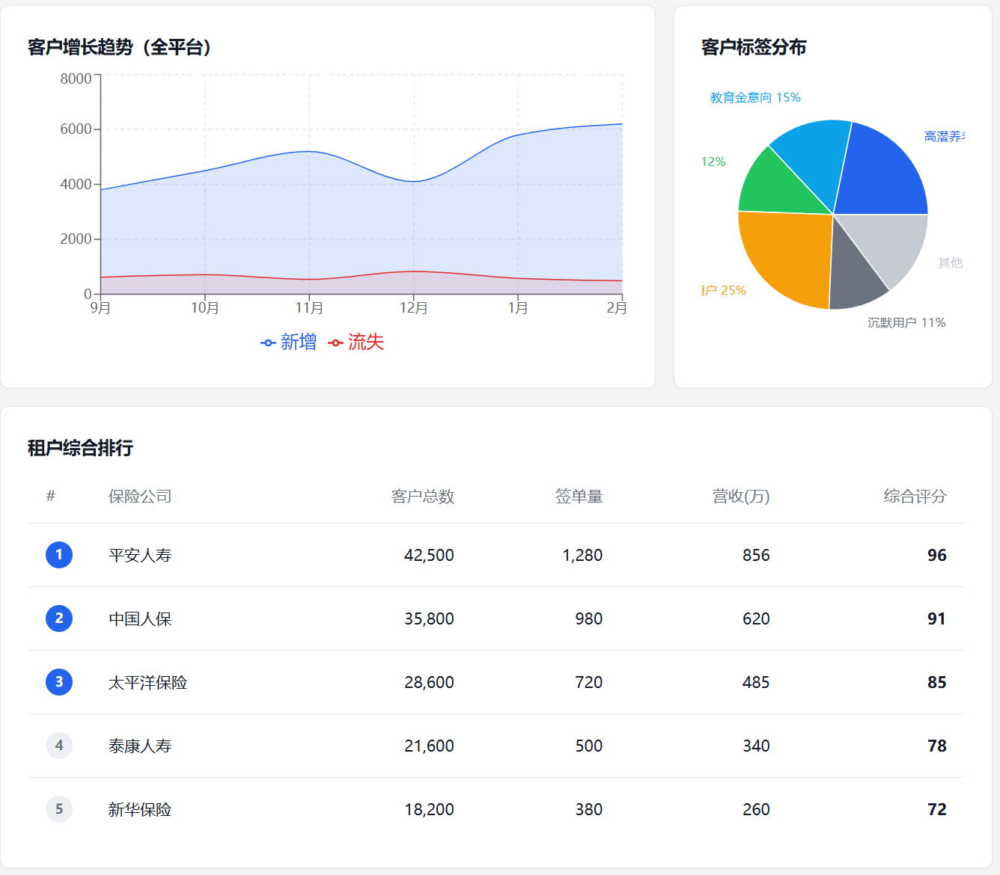 客户增长趋势（全平台）
8000
6000
4000
2000
0
9月 10月 11月 12月 1月 2月
新增 流失
客户标签分布
教育金意向 15%
高潜养
12%
其他
户 25%
沉默用户 11%
租户综合排行
# 保险公司 客户总数 签单量 营收(万) 综合评分
1 平安人寿 42,500 1,280 856 96
2 中国人保 35,800 980 620 91
3 太平洋保险 28,600 720 485 85
4 泰康人寿 21,600 500 340 78
5 新华保险 18,200 380 260 72